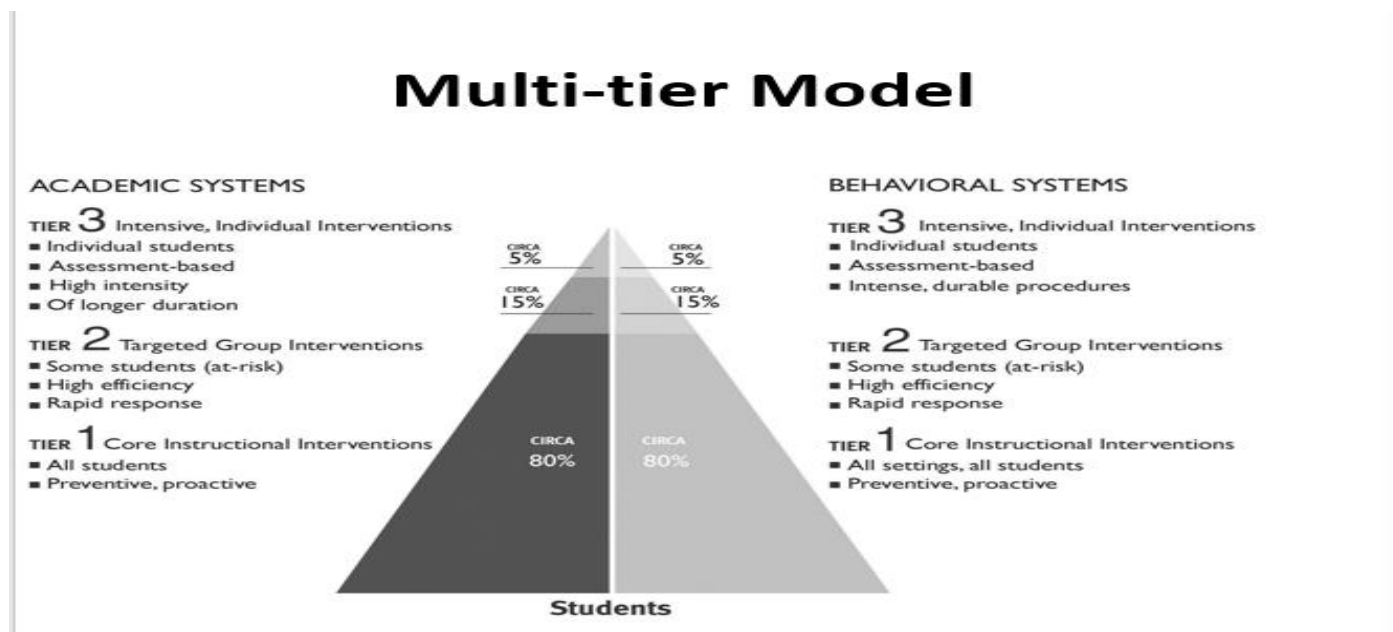 Multi-tier Model
ACADEMIC SYSTEMS
TIER 3 Intensive, Individual Interventions
■ Individual students
■ Assessment-based
■ High intensity
■ Of longer duration
TIER 2 Targeted Group Interventions
■ Some students (at-risk)
■ High efficiency
■ Rapid response
TIER 1 Core Instructional Interventions
■ All students
■ Preventive, proactive
CIRCA
5%
CIRCA
15%
CIRCA
80%
CIRCA
5%
CIRCA
15%
CIRCA
80%
Students
BEHAVIORAL SYSTEMS
TIER 3 Intensive, Individual Interventions
■ Individual students
■ Assessment-based
■ Intense, durable procedures
TIER 2 Targeted Group Interventions
■ Some students (at-risk)
■ High efficiency
■ Rapid response
TIER 1 Core Instructional Interventions
■ All settings, all students
■ Preventive, proactive